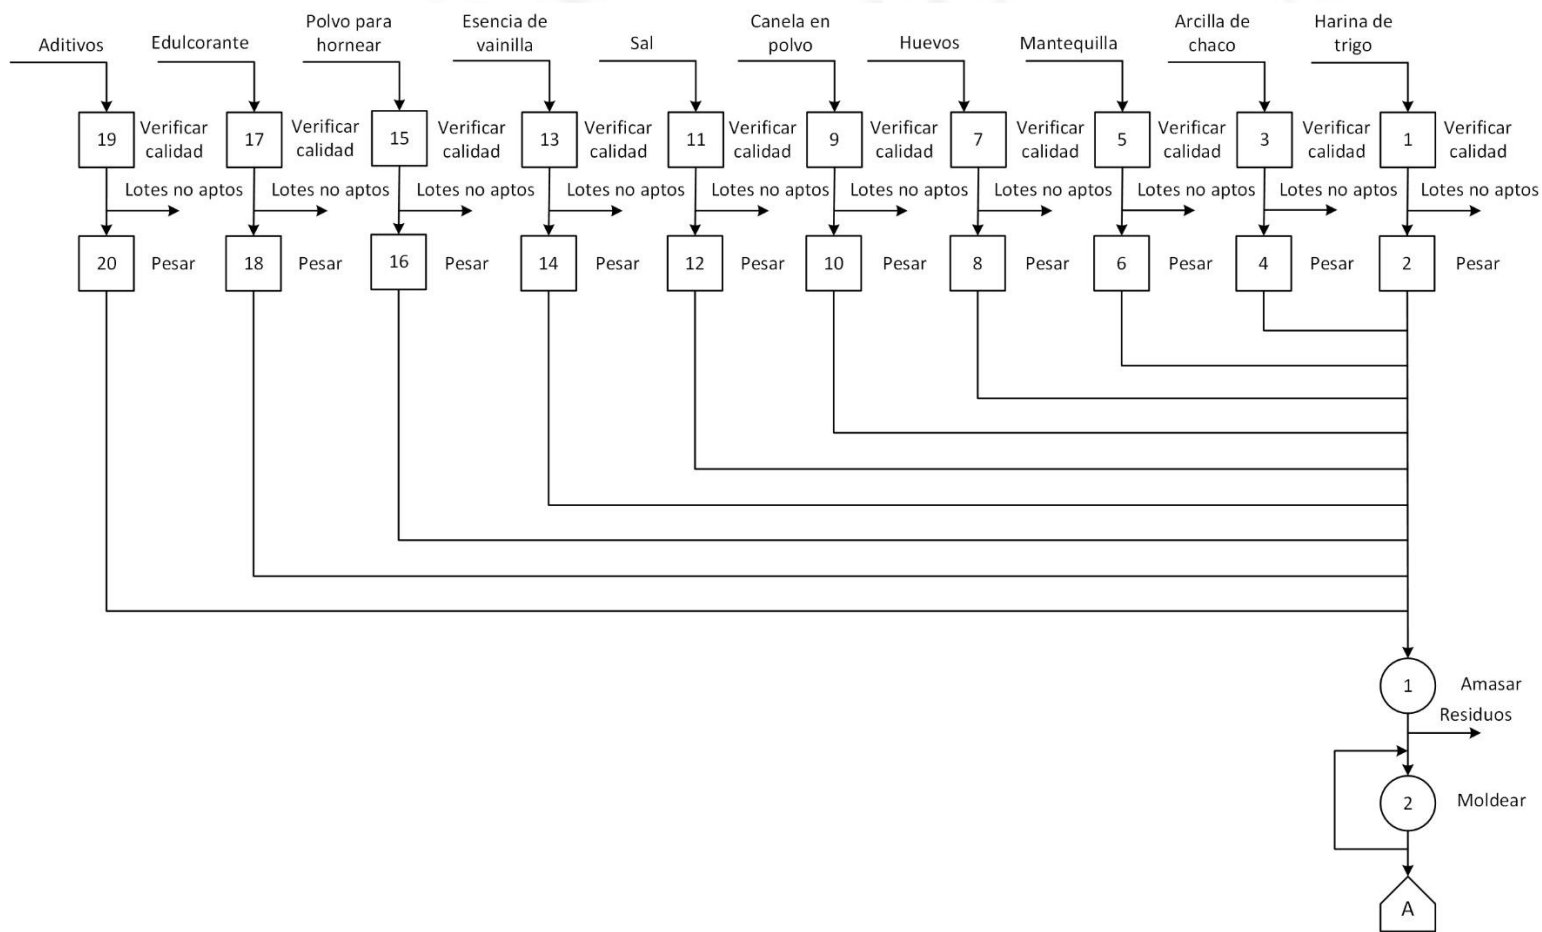 Aditivos
Edulcorante
Polvo para
hornear
Esencia de
vainilla
Sal
Canela en
polvo
Huevos
Mantequilla
Arcilla de
chaco
Harina de
trigo
19
Verificar
calidad
17
Verificar
calidad
15
Verificar
calidad
13
Verificar
calidad
11
Verificar
calidad
9
Verificar
calidad
7
Verificar
calidad
5
Verificar
calidad
3
Verificar
calidad
1
Verificar
calidad
Lotes no aptos
Lotes no aptos
Lotes no aptos
Lotes no aptos
Lotes no aptos
Lotes no aptos
Lotes no aptos
Lotes no aptos
Lotes no aptos
Lotes no aptos
20
Pesar
18
Pesar
16
Pesar
14
Pesar
12
Pesar
10
Pesar
8
Pesar
6
Pesar
4
Pesar
2
Pesar
1
Amasar
Residuos
2
Moldear
A